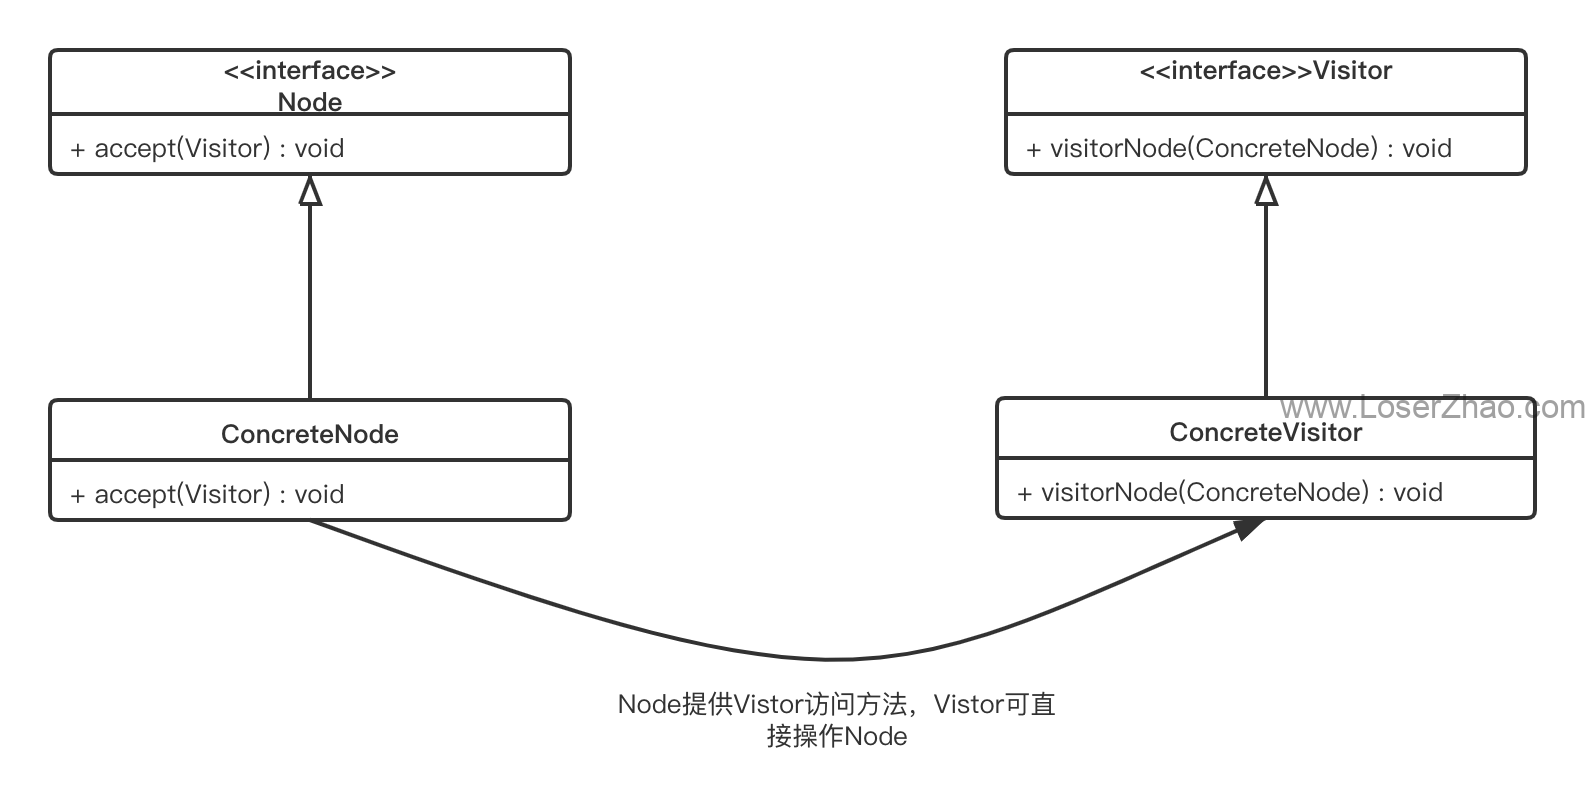 <<interface>>
Node
+ accept(Visitor) : void
<<interface>>Visitor
+ visitorNode(ConcreteNode) : void
ConcreteNode
+ accept(Visitor) : void
www.LoserZhao.com
ConcreteVisitor
+ visitorNode(ConcreteNode) : void
Node提供Vistor访问方法，Vistor可直
接操作Node